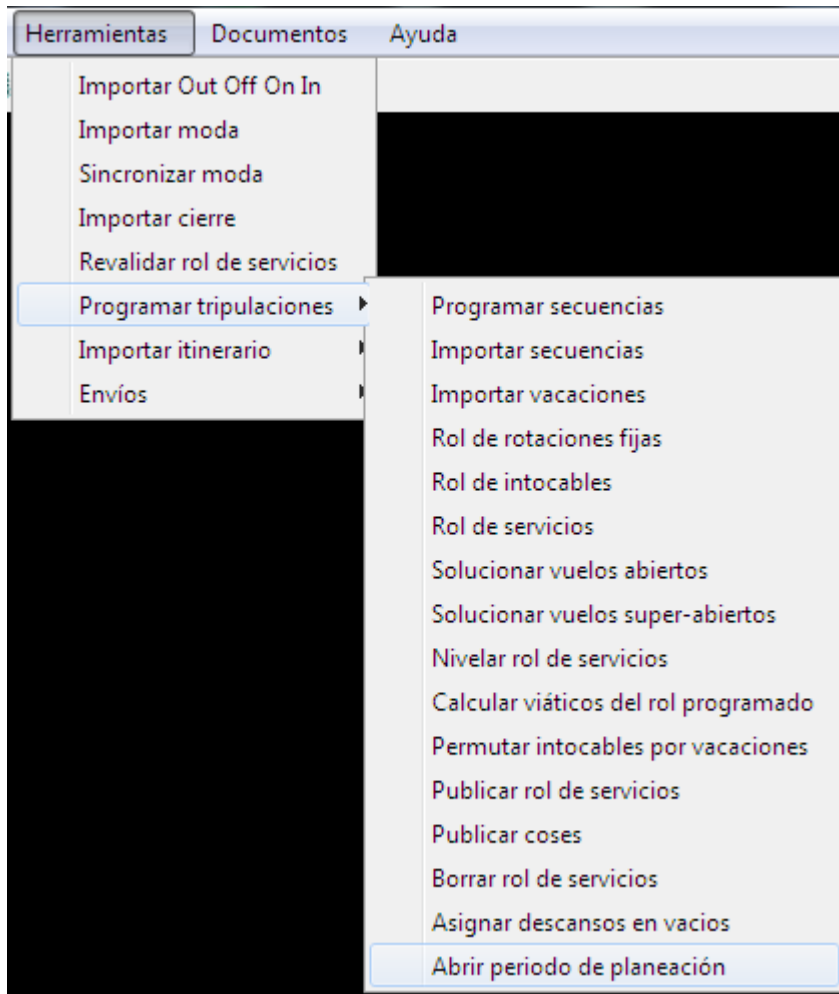 Herramientas Documentos Ayuda
Importar Out Off On In
Importar moda
Sincronizar moda
Importar cierre
Revalidar rol de servicios
Programar tripulaciones
Importar itinerario
Envíos
Programar secuencias
Importar secuencias
Importar vacaciones
Rol de rotaciones fijas
Rol de intocables
Rol de servicios
Solucionar vuelos abiertos
Solucionar vuelos super-abiertos
Nivelar rol de servicios
Calcular viáticos del rol programado
Permutar intocables por vacaciones
Publicar rol de servicios
Publicar coses
Borrar rol de servicios
Asignar descansos en vacios
Abrir periodo de planeación